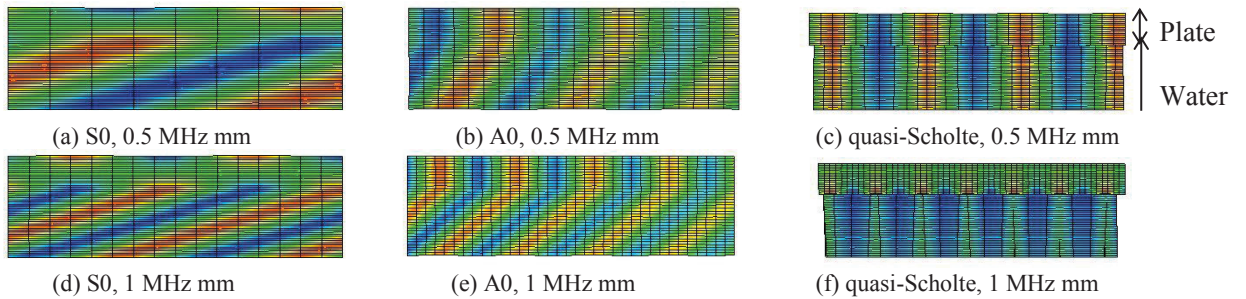 Plate
Water
(a) S0, 0.5 MHz mm
(b) A0, 0.5 MHz mm
(c) quasi-Scholte, 0.5 MHz mm
(d) S0, 1 MHz mm
(e) A0, 1 MHz mm
(f) quasi-Scholte, 1 MHz mm